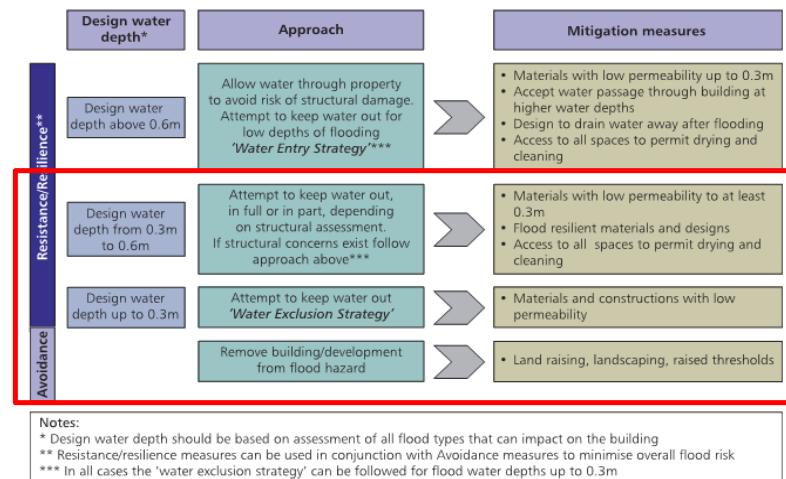 Design water
depth*
Approach
Mitigation measures
Resistance/Resilience**
Design water
depth above 0.6m
Allow water through property
to avoid risk of structural damage.
Attempt to keep water out for
low depths of flooding
'Water Entry Strategy'***
• Materials with low permeability up to 0.3m
• Accept water passage through building at
higher water depths
• Design to drain water away after flooding
• Access to all spaces to permit drying and
cleaning
Design water
depth from 0.3m
to 0.6m
Attempt to keep water out,
in full or in part, depending
on structural assessment.
If structural concerns exist follow
approach above***
• Materials with low permeability to at least
0.3m
• Flood resilient materials and designs
• Access to all spaces to permit drying and
cleaning
Design water
depth up to 0.3m
Attempt to keep water out
'Water Exclusion Strategy'
• Materials and constructions with low
permeability
Avoidance
Remove building/development
from flood hazard
• Land raising, landscaping, raised thresholds
Notes:
* Design water depth should be based on assessment of all flood types that can impact on the building
** Resistance/resilience measures can be used in conjunction with Avoidance measures to minimise overall flood risk
*** In all cases the 'water exclusion strategy' can be followed for flood water depths up to 0.3m